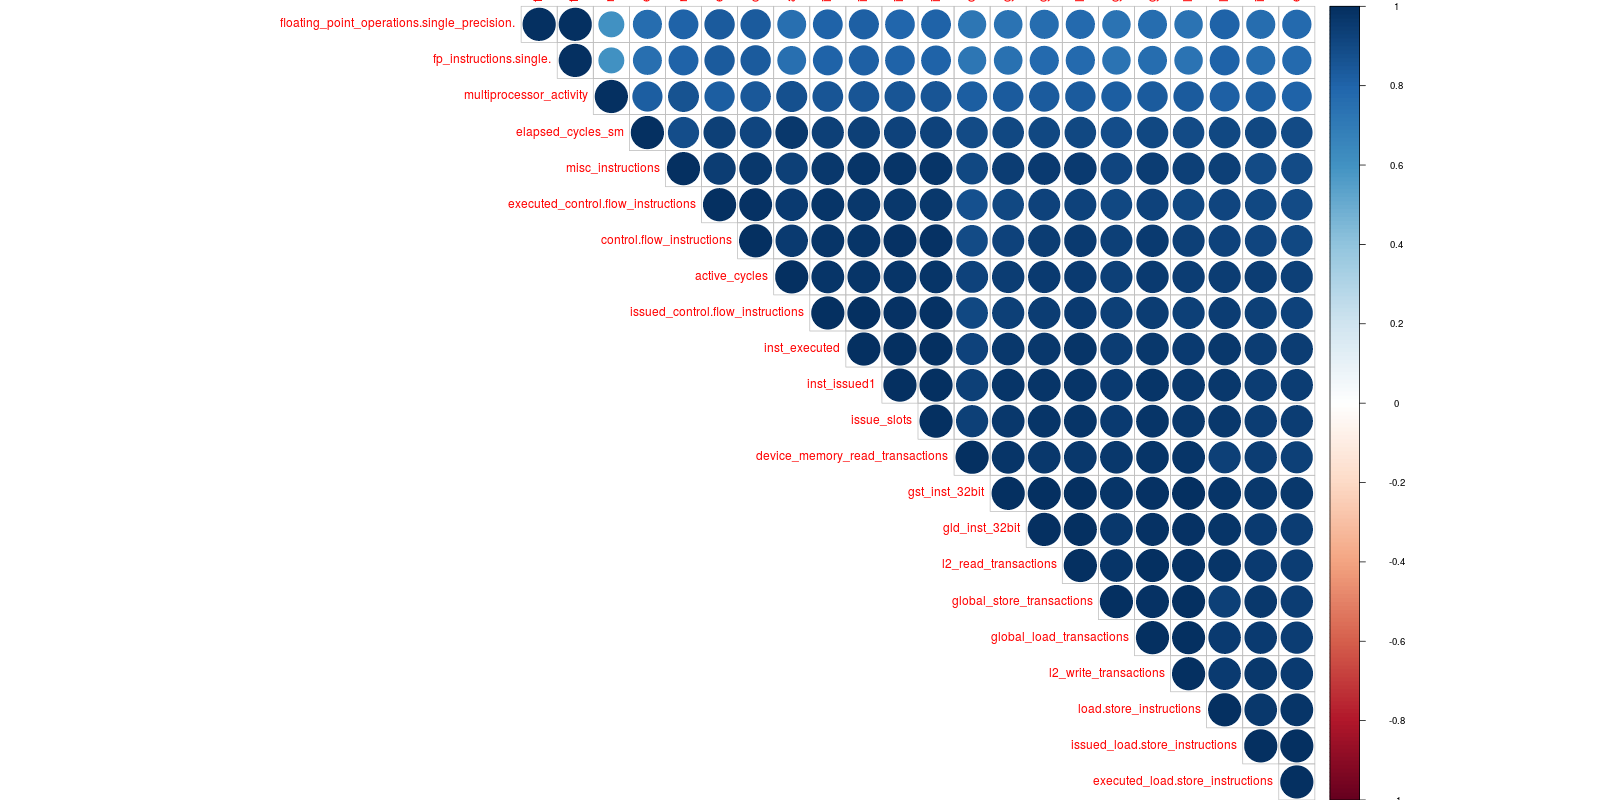 floating_point_operations.single_precision.
fp_instructions.single.
multiprocessor_activity
elapsed_cycles_sm
misc_instructions
executed_control.flow_instructions
control.flow_instructions
active_cycles
issued_control.flow_instructions
inst_executed
inst_issued1
issue_slots
device_memory_read_transactions
gst_inst_32bit
gld_inst_32bit
l2_read_transactions
global_store_transactions
global_load_transactions
l2_write_transactions
load.store_instructions
issued_load.store_instructions
executed_load.store_instructions
1
0.8
0.6
0.4
0.2
0
-0.2
-0.4
-0.6
-0.8